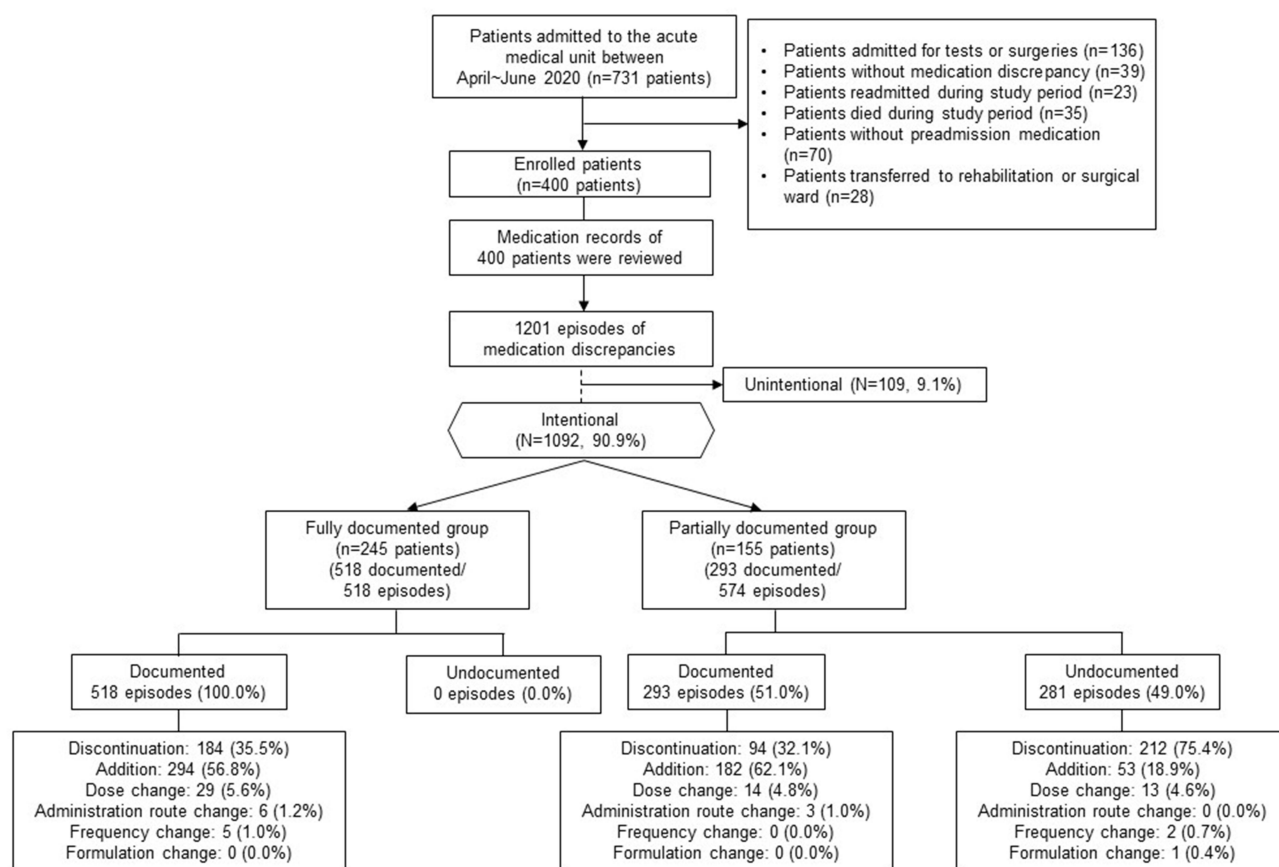 Patients admitted to the acute
medical unit between
April~June 2020 (n=731 patients)
• Patients admitted for tests or surgeries (n=136)
• Patients without medication discrepancy (n=39)
• Patients readmitted during study period (n=23)
• Patients died during study period (n=35)
• Patients without preadmission medication
(n=70)
• Patients transferred to rehabilitation or surgical
ward (n=28)
Enrolled patients
(n=400 patients)
Medication records of
400 patients were reviewed
1201 episodes of
medication discrepancies
Unintentional (N=109, 9.1%)
Intentional
(N=1092, 90.9%)
Fully documented group
(n=245 patients)
(518 documented/
518 episodes)
Partially documented group
(n=155 patients)
(293 documented/
574 episodes)
Documented
518 episodes (100.0%)
Undocumented
0 episodes (0.0%)
Documented
293 episodes (51.0%)
Undocumented
281 episodes (49.0%)
Discontinuation: 184 (35.5%)
Addition: 294 (56.8%)
Dose change: 29 (5.6%)
Administration route change: 6 (1.2%)
Frequency change: 5 (1.0%)
Formulation change: 0 (0.0%)
Discontinuation: 94 (32.1%)
Addition: 182 (62.1%)
Dose change: 14 (4.8%)
Administration route change: 3 (1.0%)
Frequency change: 0 (0.0%)
Formulation change: 0 (0.0%)
Discontinuation: 212 (75.4%)
Addition: 53 (18.9%)
Dose change: 13 (4.6%)
Administration route change: 0 (0.0%)
Frequency change: 2 (0.7%)
Formulation change: 1 (0.4%)